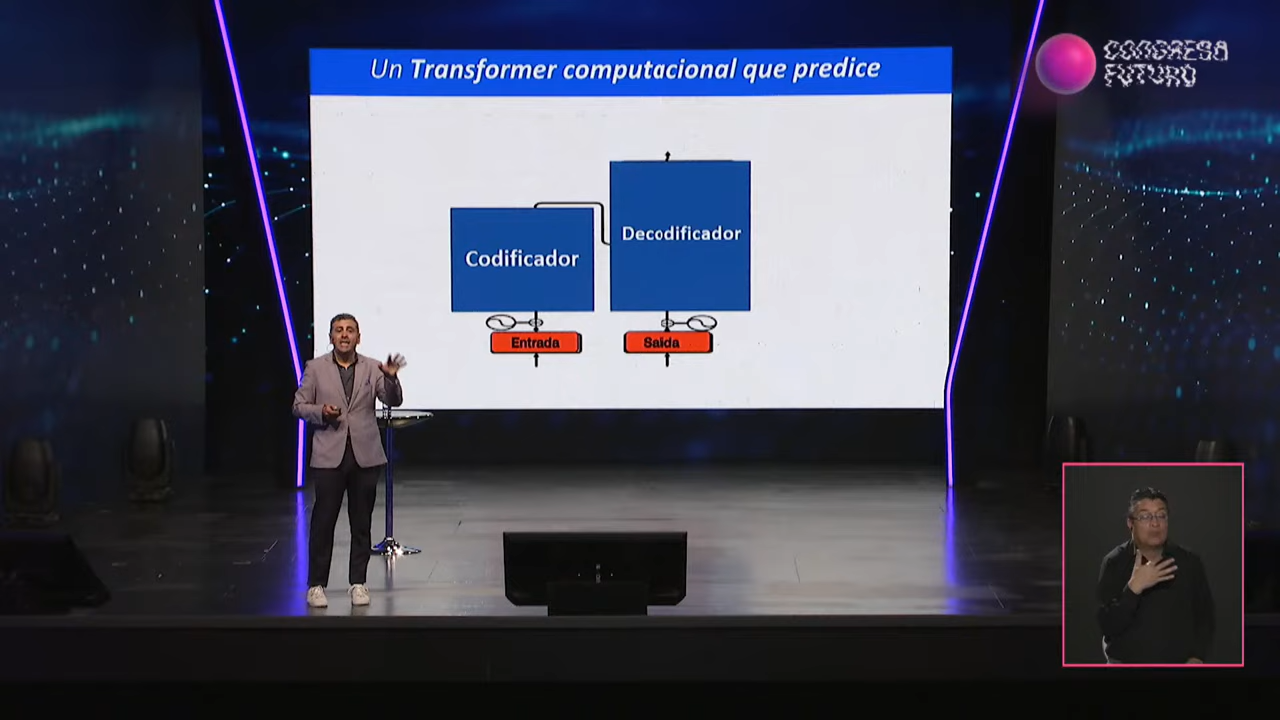 Un Transformer computacional que predice
CONGRESO
FUTURO
Codificador
Decodificador
Entrada
Salida